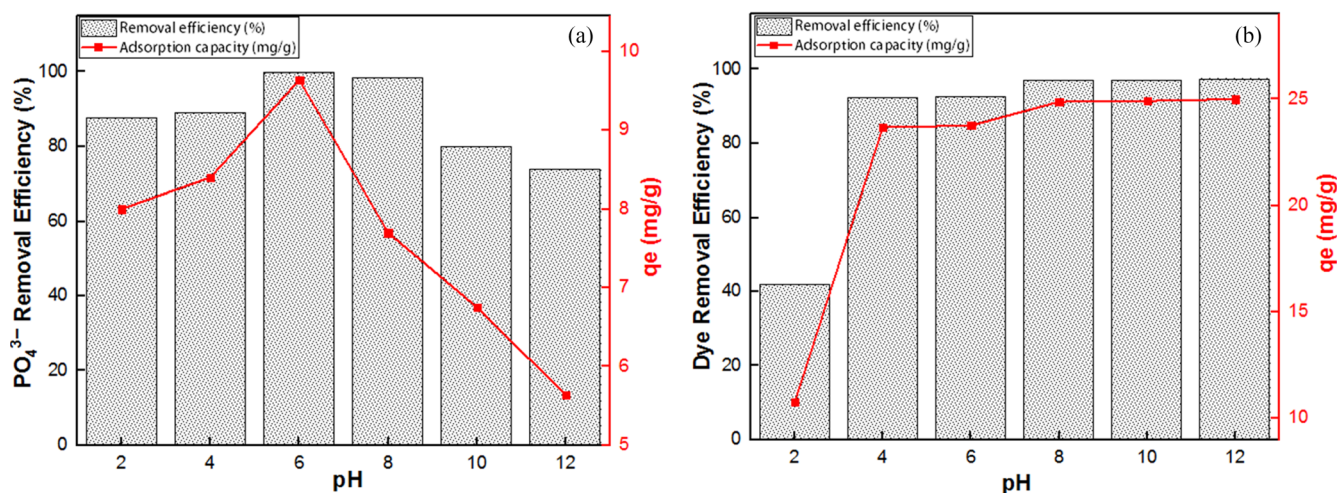 Removal efficiency (%)
Adsorption capacity (mg/g)
(a)
PO₄³⁻ Removal Efficiency (%)
100
80
60
40
20
0
2 4 6 8 10 12
pH
10
9
8
7
6
5
qe (mg/g)
Removal efficiency (%)
Adsorption capacity (mg/g)
(b)
Dye Removal Efficiency (%)
100
80
60
40
20
0
2 4 6 8 10 12
pH
25
20
15
10
qe (mg/g)